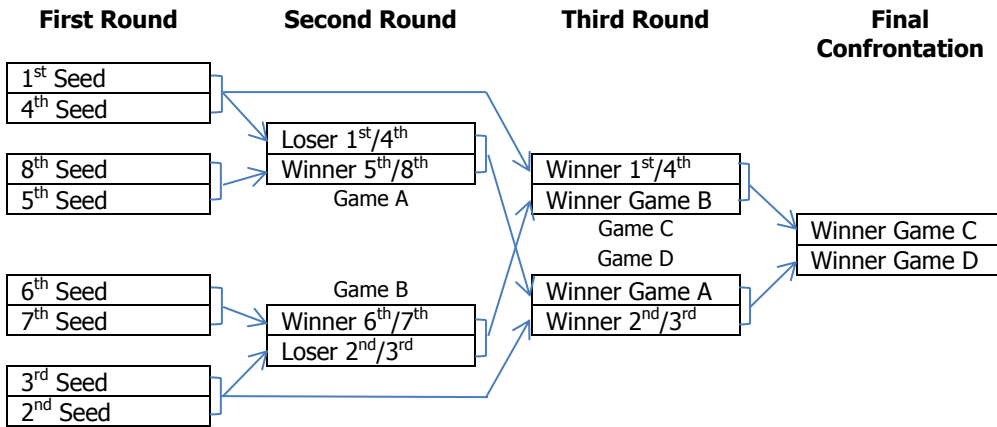 First Round
Second Round
Third Round
Final
Confrontation
1st Seed
4th Seed
8th Seed
5th Seed
6th Seed
7th Seed
3rd Seed
2nd Seed
Loser 1st/4th
Winner 5th/8th
Game A
Game B
Winner 6th/7th
Loser 2nd/3rd
Winner 1st/4th
Winner Game B
Game C
Game D
Winner Game A
Winner 2nd/3rd
Winner Game C
Winner Game D